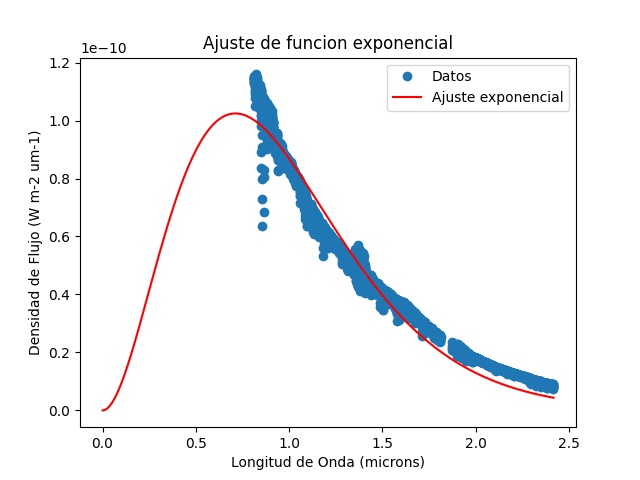 Ajuste de funcion exponencial
1e−10
1.2
1.0
0.8
0.6
0.4
0.2
0.0
Densidad de Flujo (W m-2 um-1)
Datos
Ajuste exponencial
0.0 0.5 1.0 1.5 2.0 2.5
Longitud de Onda (microns)